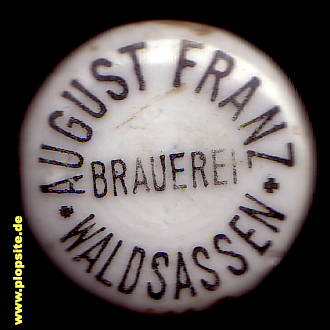 AUGUST FRANZ
BRAUEREI
* WALDSASSEN *
www.plopsite.de